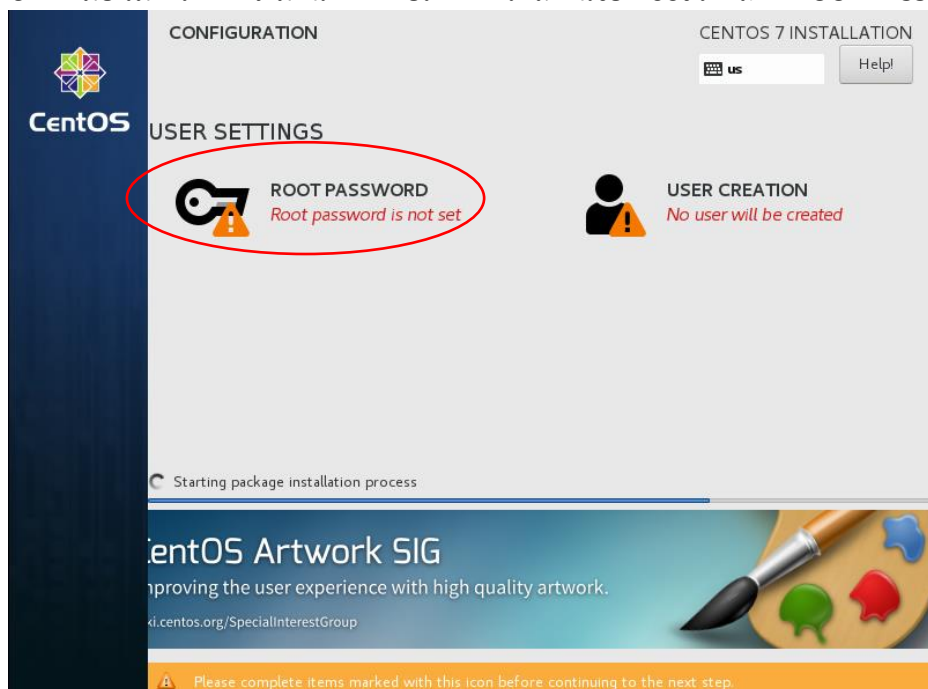 CONFIGURATION
CENTOS 7 INSTALLATION
us
Help!
CentOS
USER SETTINGS
ROOT PASSWORD
Root password is not set
USER CREATION
No user will be created
Starting package installation process
CentOS Artwork SIG
mproving the user experience with high quality artwork.
ki.centos.org/SpecialInterestGroup
Please complete items marked with this icon before continuing to the next step.